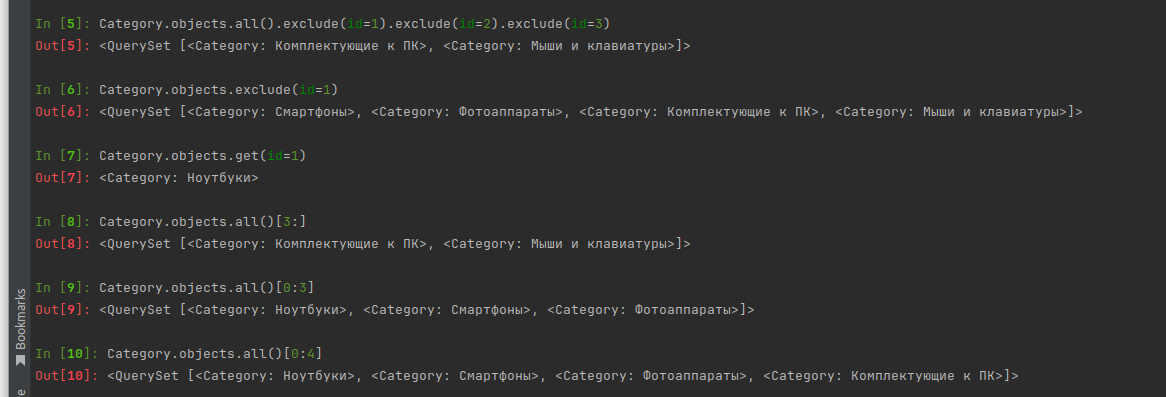 In [5]: Category.objects.all().exclude(id=1).exclude(id=2).exclude(id=3)
Out[5]: <QuerySet [<Category: Комплектующие к ПК>, <Category: Мыши и клавиатуры>]>
In [6]: Category.objects.exclude(id=1)
Out[6]: <QuerySet [<Category: Смартфоны>, <Category: Фотоаппараты>, <Category: Комплектующие к ПК>, <Category: Мыши и клавиатуры>]>
In [7]: Category.objects.get(id=1)
Out[7]: <Category: Ноутбуки>
In [8]: Category.objects.all()[3:]
Out[8]: <QuerySet [<Category: Комплектующие к ПК>, <Category: Мыши и клавиатуры>]>
In [9]: Category.objects.all()[0:3]
Out[9]: <QuerySet [<Category: Ноутбуки>, <Category: Смартфоны>, <Category: Фотоаппараты>]>
In [10]: Category.objects.all()[0:4]
Out[10]: <QuerySet [<Category: Ноутбуки>, <Category: Смартфоны>, <Category: Фотоаппараты>, <Category: Комплектующие к ПК>]>
Bookmarks